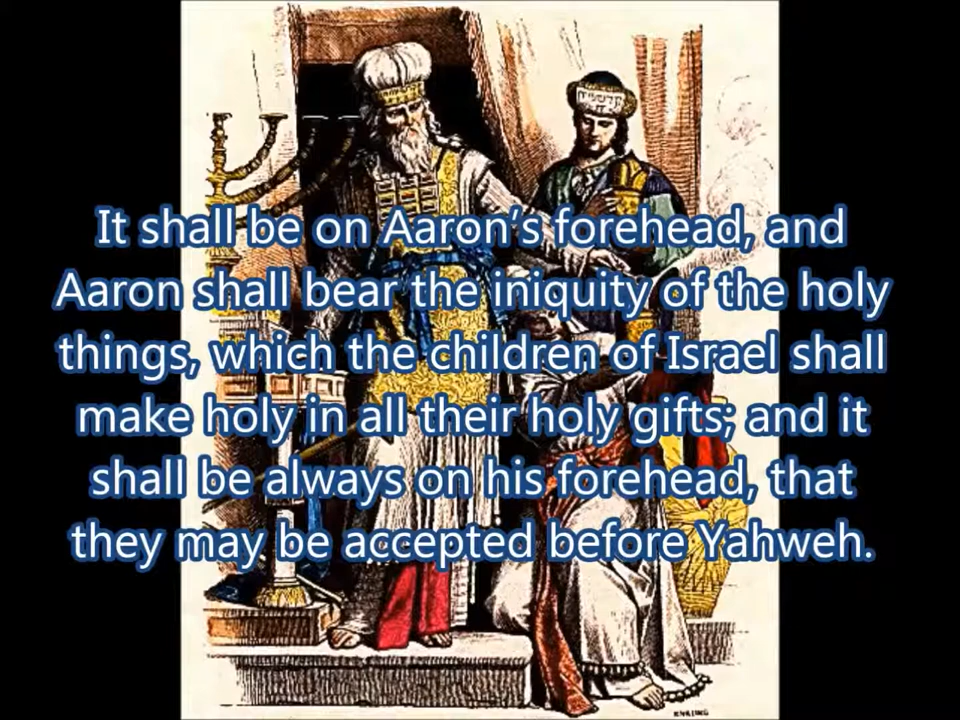 It shall be on Aaron's forehead, and
Aaron shall bear the iniquity of the holy
things, which the children of Israel shall
make holy in all their holy gifts; and it
shall be always on his forehead, that
they may be accepted before Yahweh.